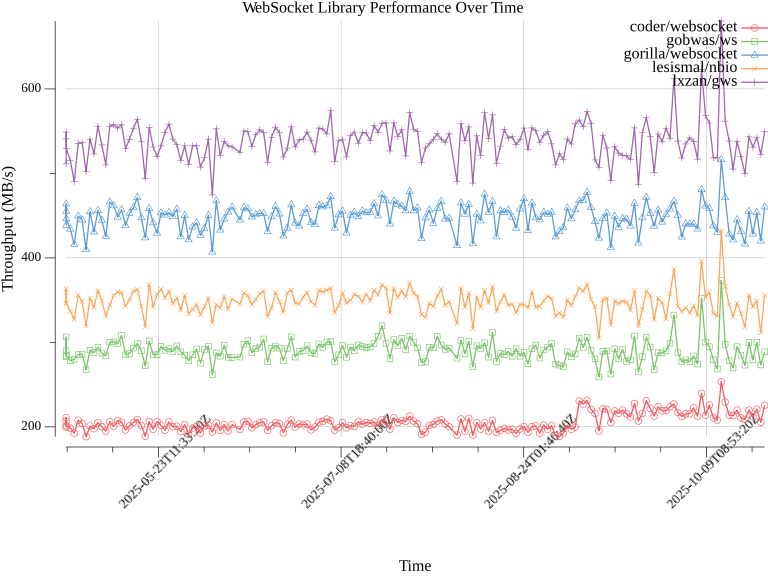 WebSocket Library Performance Over Time
coder/websocket
gobwas/ws
gorilla/websocket
lesismal/nbio
lxzan/gws
Throughput (MB/s)
600
400
200
2025-05-23T11:33:20Z
2025-07-08T18:40:00Z
2025-08-24T01:46:40Z
2025-10-09T08:53:20Z
Time